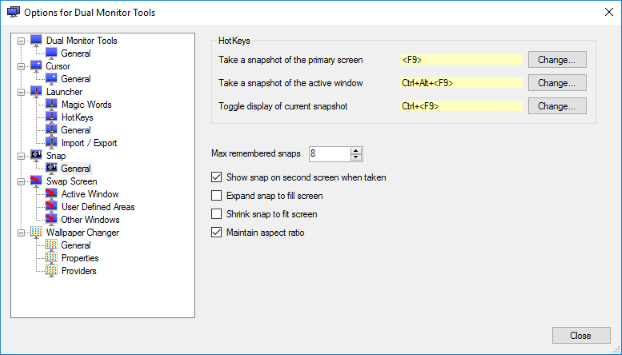 Options for Dual Monitor Tools
Dual Monitor Tools
General
Cursor
General
Launcher
Magic Words
HotKeys
General
Import / Export
Snap
General
Swap Screen
Active Window
User Defined Areas
Other Windows
Wallpaper Changer
General
Properties
Providers
HotKeys
Take a snapshot of the primary screen <F9> Change...
Take a snapshot of the active window Ctrl+Alt+<F9> Change...
Toggle display of current snapshot Ctrl+<F9> Change...
Max remembered snaps 8
Show snap on second screen when taken
Expand snap to fill screen
Shrink snap to fit screen
Maintain aspect ratio
Close